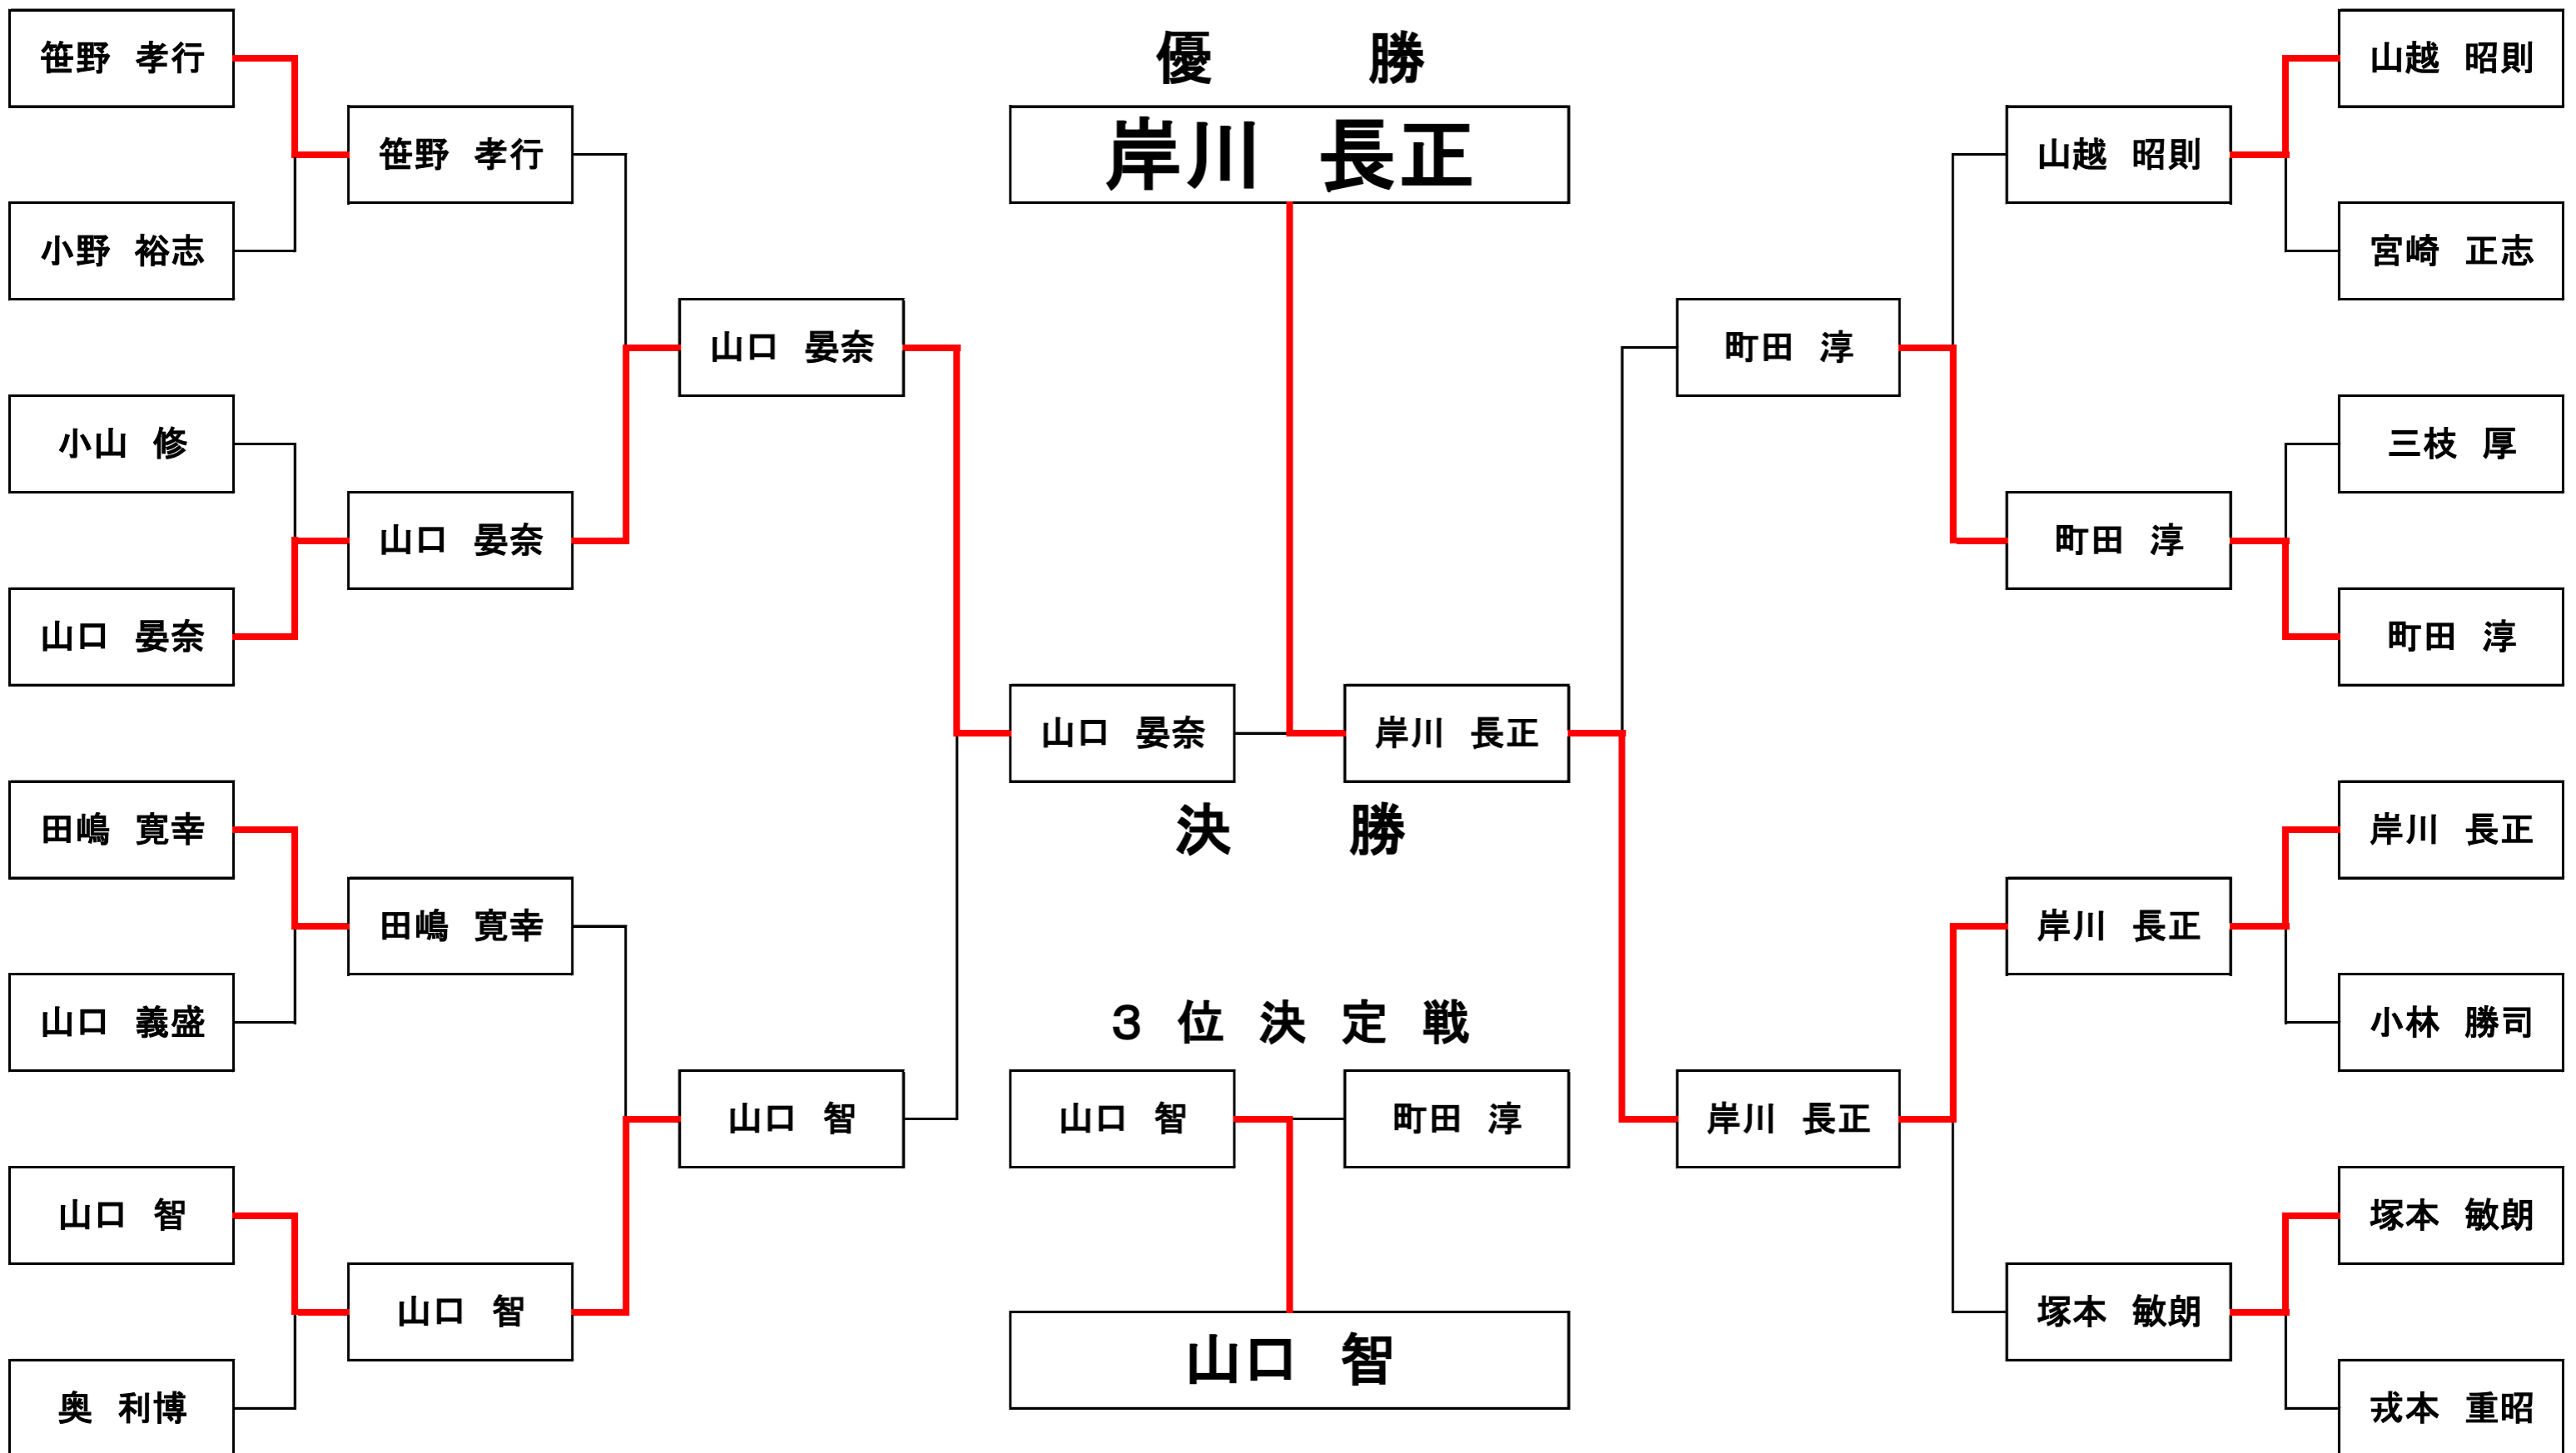 優 勝
岸川 長正
笹野 孝行
小野 裕志
小山 修
山口 晏奈
田嶋 寛幸
山口 義盛
山口 智
奥 利博
笹野 孝行
山口 晏奈
田嶋 寛幸
山口 智
山口 晏奈
山口 智
山口 晏奈
岸川 長正
決 勝
３位決定戦
山口 智
町田 淳
山口 智
町田 淳
岸川 長正
山越 昭則
町田 淳
岸川 長正
塚本 敏朗
山越 昭則
宮崎 正志
三枝 厚
町田 淳
岸川 長正
小林 勝司
塚本 敏朗
戎本 重昭